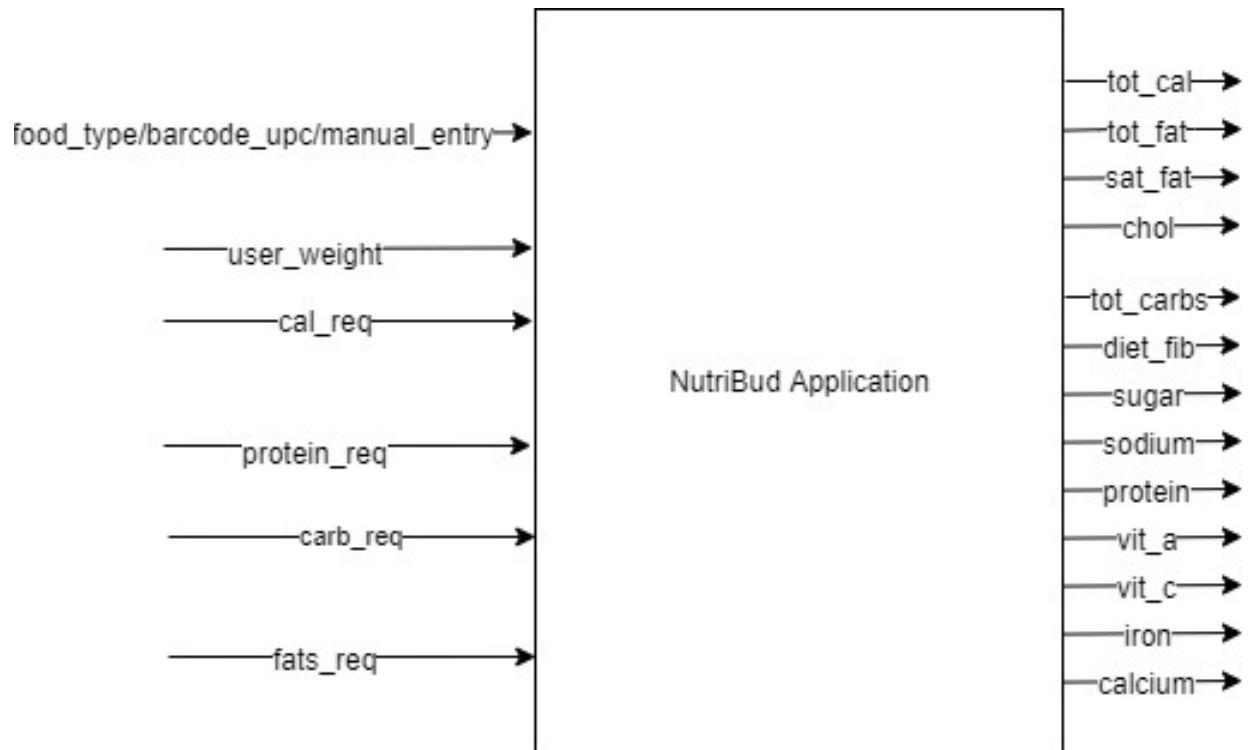 food_type/barcode_upc/manual_entry
user_weight
cal_req
protein_req
carb_req
fats_req
NutriBud Application
tot_cal
tot_fat
sat_fat
chol
tot_carbs
diet_fib
sugar
sodium
protein
vit_a
vit_c
iron
calcium